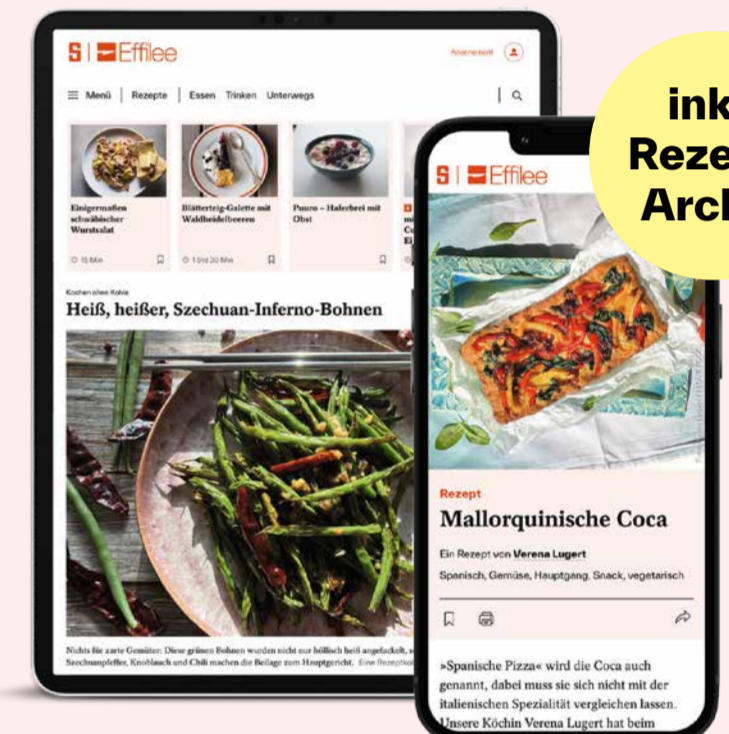 S | Effilee
Abonnement
Menü | Rezepte | Essen Trinken Unterwegs
Einigermaßen
schwäbischer
Wurstsalat
15 Min
Blätterteig-Galette mit
Waldheidelbeeren
1 Std 20 Min
Puuro – Haferbrei mit
Obst
Kochen ohne Kohle
Heiß, heißer, Szechuan-Inferno-Bohnen
Nichts für zarte Gemüter: Diese grünen Bohnen wurden nicht nur höllisch heiß angefackelt,
Szechuanpfeffer, Knoblauch und Chili machen die Beilage zum Hauptgericht. Eine
S | Effilee
Rezept
Mallorquinische Coca
Ein Rezept von Verena Lugert
Spanisch, Gemüse, Hauptgang, Snack, vegetarisch
»Spanische Pizza« wird die Coca auch
genannt, dabei muss sie sich nicht mit der
italienischen Spezialität vergleichen lassen.
Unsere Köchin Verena Lugert hat beim
ink
Reze
Arc